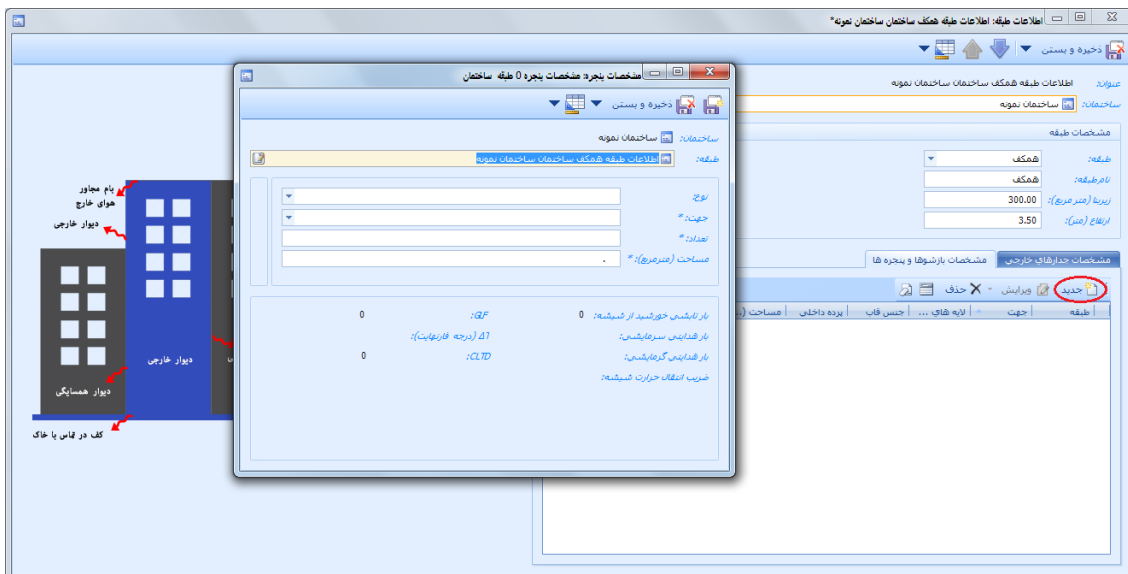 اطلاعات طبقه: اطلاعات طبقه همکف ساختمان ساختمان نمونه*
ذخیره و بستن
عنوان: اطلاعات طبقه همکف ساختمان ساختمان نمونه
ساختمان: ساختمان نمونه
مشخصات طبقه
طبقه: همکف
نام طبقه: همکف
زیربنا (متر مربع): 300.00
ارتفاع (متر): 3.50
مشخصات جدارهای خارجی مشخصات بازشوها و پنجره ها
جدید ویرایش حذف
طبقه جهت لایه های ... جنس قاب پرده داخلی مساحت (..
مشخصات پنجره: مشخصات پنجره 0 طبقه ساختمان
ذخیره و بستن
ساختمان: ساختمان نمونه
طبقه: اطلاعات طبقه همکف ساختمان ساختمان نمونه
نوع:
جهت: *
تعداد: *
مساحت (مترمربع): * .
بار تابشی خورشید از شیشه: 0 GLF: 0
بار هدایتی سرمایشی: ΔT (درجه فارنهایت):
بار هدایتی گرمایشی: CLTD: 0
ضریب انتقال حرارت شیشه:
بام مجاور
هوای خارج
دیوار خارجی
دیوار خارجی
دیوار همسایگی
کف در تماس با خاک